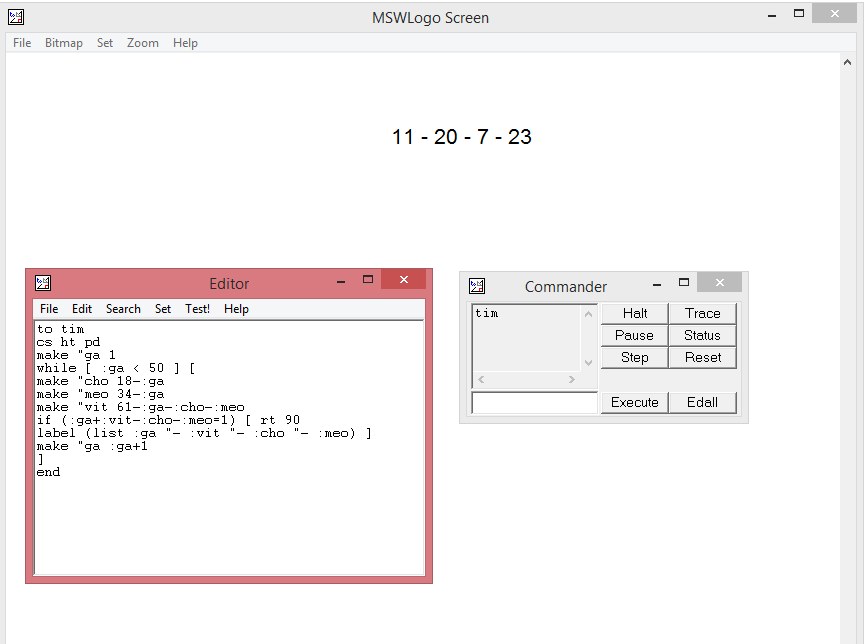 MSWLogo Screen
File Bitmap Set Zoom Help
11 - 20 - 7 - 23
Editor
File Edit Search Set Test! Help
to tim
cs ht pd
make "ga 1
while [ :ga < 50 ] [
make "cho 18-:ga
make "meo 34-:ga
make "vit 61-:ga-:cho-:meo
if (:ga+:vit-:cho-:meo=1) [ rt 90
label (list :ga "- :vit "- :cho "- :meo) ]
make "ga :ga+1
]
end
Commander
tim
Halt Trace
Pause Status
Step Reset
Execute Edall